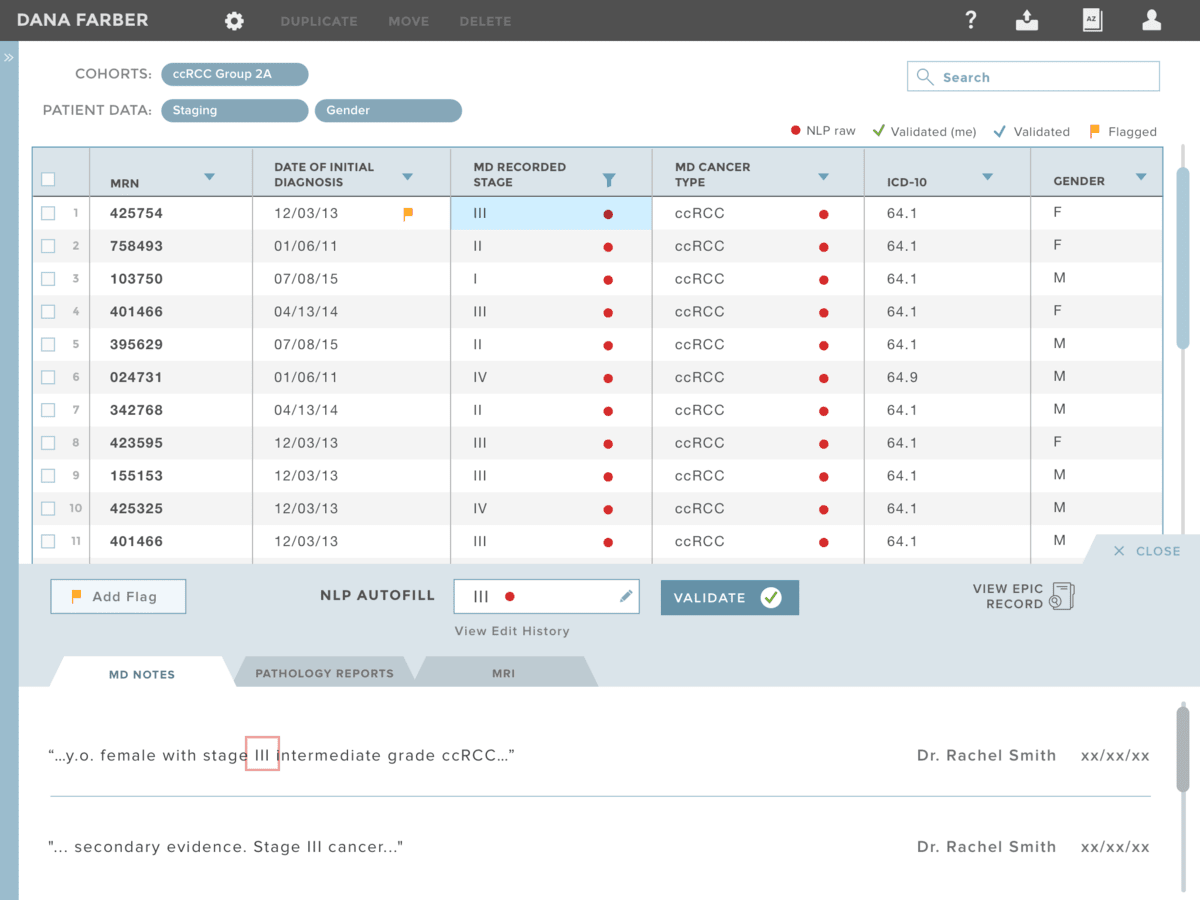 DANA FARBER DUPLICATE MOVE DELETE ? AZ
COHORTS: ccRCC Group 2A Search
PATIENT DATA: Staging Gender
NLP raw Validated (me) Validated Flagged
MRN DATE OF INITIAL DIAGNOSIS MD RECORDED STAGE MD CANCER TYPE ICD-10 GENDER
1 425754 12/03/13 III ccRCC 64.1 F
2 758493 01/06/11 II ccRCC 64.1 F
3 103750 07/08/15 I ccRCC 64.1 M
4 401466 04/13/14 III ccRCC 64.1 F
5 395629 07/08/15 II ccRCC 64.1 M
6 024731 01/06/11 IV ccRCC 64.9 M
7 342768 04/13/14 II ccRCC 64.1 M
8 423595 12/03/13 III ccRCC 64.1 F
9 155153 12/03/13 III ccRCC 64.1 M
10 425325 12/03/13 IV ccRCC 64.1 M
11 401466 12/03/13 III ccRCC 64.1 M
CLOSE
Add Flag NLP AUTOFILL III VALIDATE VIEW EPIC RECORD
View Edit History
MD NOTES PATHOLOGY REPORTS MRI
“...y.o. female with stage III intermediate grade ccRCC...” Dr. Rachel Smith xx/xx/xx
"... secondary evidence. Stage III cancer..." Dr. Rachel Smith xx/xx/xx